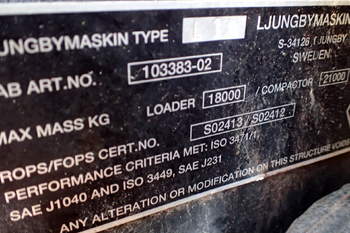 JUNGBYMASKIN TYPE
LJUNGBYMASKIN
S-34126 LJUNGBY
SWEDEN
AB ART.NO. 103383-02
MAX MASS KG LOADER 18000 / COMPACTOR 21000
ROPS/FOPS CERT.NO. S02413 / S02412
PERFORMANCE CRITERIA MET: ISO 3471/1,
SAE J1040 AND ISO 3449, SAE J231
ANY ALTERATION OR MODIFICATION ON THIS STRUCTURE VOIDS